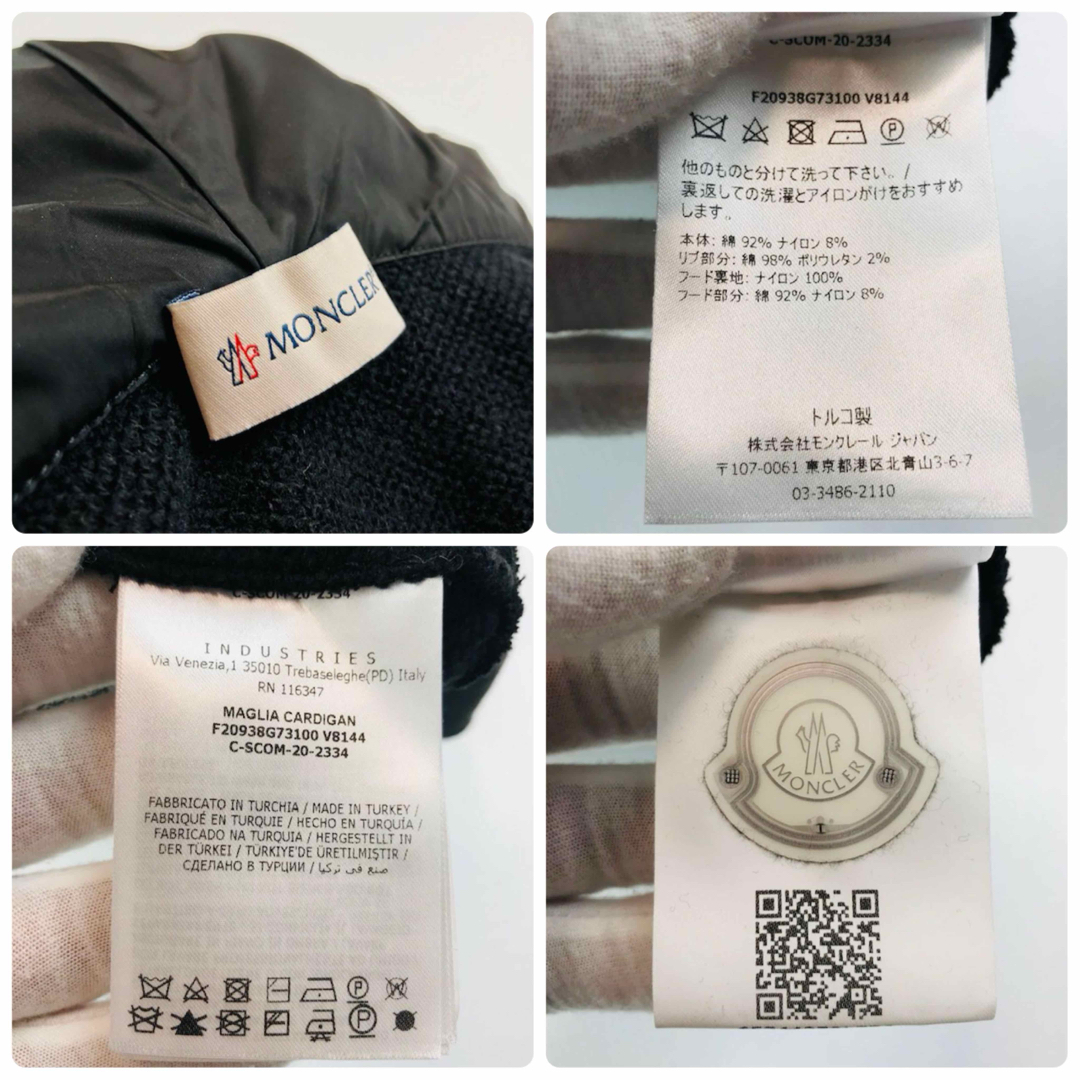 MONCLER
C-SCOM-20-2334
F20938G73100 V8144
他のものと分けて洗って下さい。/
裏返しての洗濯とアイロンがけをおすすめ
します。
本体: 綿 92% ナイロン 8%
リブ部分: 綿 98% ポリウレタン 2%
フード裏地: ナイロン 100%
フード部分: 綿 92% ナイロン 8%
トルコ製
株式会社モンクレール ジャパン
〒107-0061 東京都港区北青山3-6-7
03-3486-2110
C-SCOM-20-2334
INDUSTRIES
Via Venezia,1 35010 Trebaseleghe(PD) Italy
RN 116347
MAGLIA CARDIGAN
F20938G73100 V8144
C-SCOM-20-2334
FABBRICATO IN TURCHIA / MADE IN TURKEY /
FABRIQUÉ EN TURQUIE / HECHO EN TURQUÍA /
FABRICADO NA TURQUIA / HERGESTELLT IN
DER TÜRKEI / TÜRKIYE'DE ÜRETILMIŞTIR /
СДЕЛАНО В ТУРЦИИ / صنع في تركيا
MONCLER